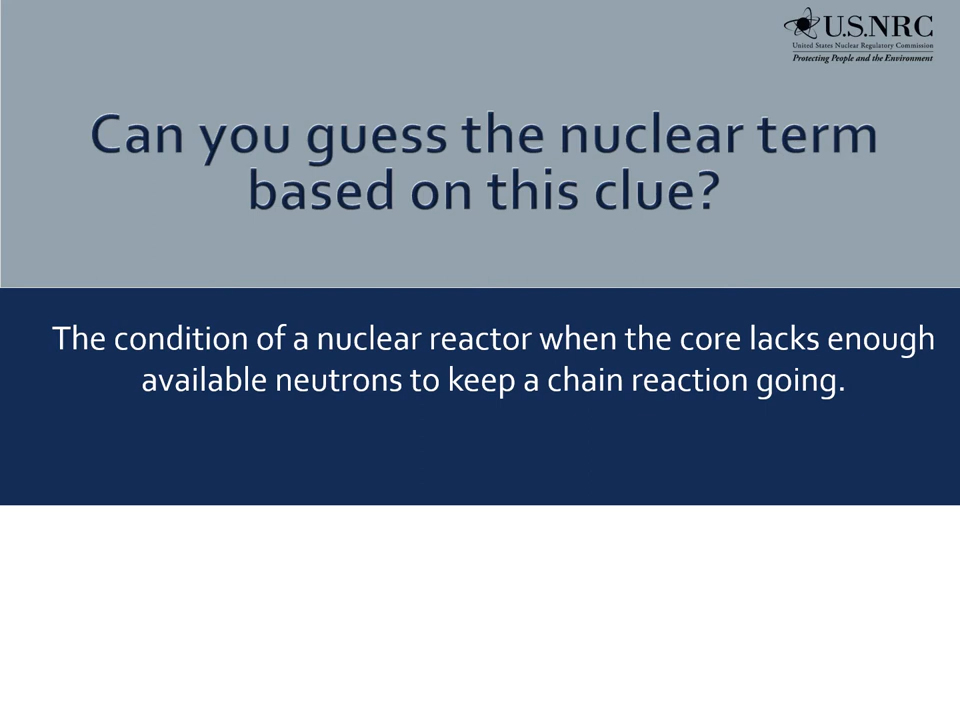 U.S.NRC
United States Nuclear Regulatory Commission
Protecting People and the Environment
Can you guess the nuclear term
based on this clue?
The condition of a nuclear reactor when the core lacks enough
available neutrons to keep a chain reaction going.